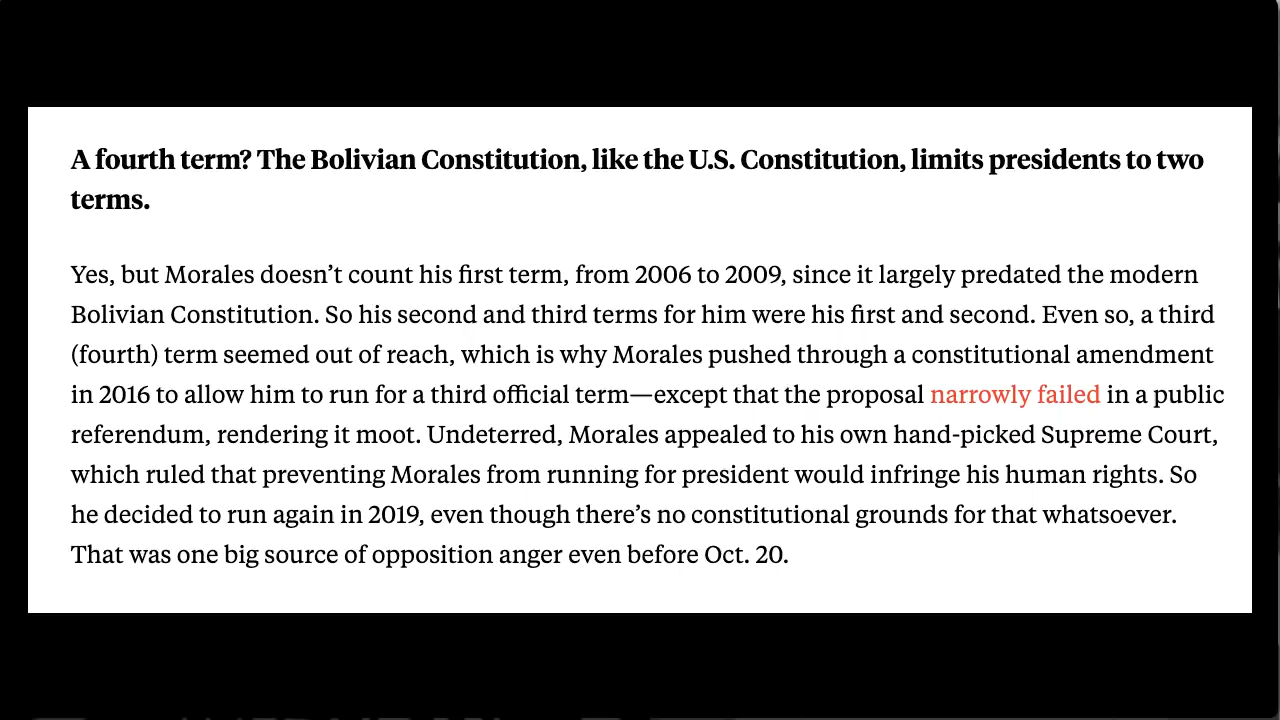 A fourth term? The Bolivian Constitution, like the U.S. Constitution, limits presidents to two
terms.
Yes, but Morales doesn’t count his first term, from 2006 to 2009, since it largely predated the modern
Bolivian Constitution. So his second and third terms for him were his first and second. Even so, a third
(fourth) term seemed out of reach, which is why Morales pushed through a constitutional amendment
in 2016 to allow him to run for a third official term—except that the proposal narrowly failed in a public
referendum, rendering it moot. Undeterred, Morales appealed to his own hand-picked Supreme Court,
which ruled that preventing Morales from running for president would infringe his human rights. So
he decided to run again in 2019, even though there’s no constitutional grounds for that whatsoever.
That was one big source of opposition anger even before Oct. 20.